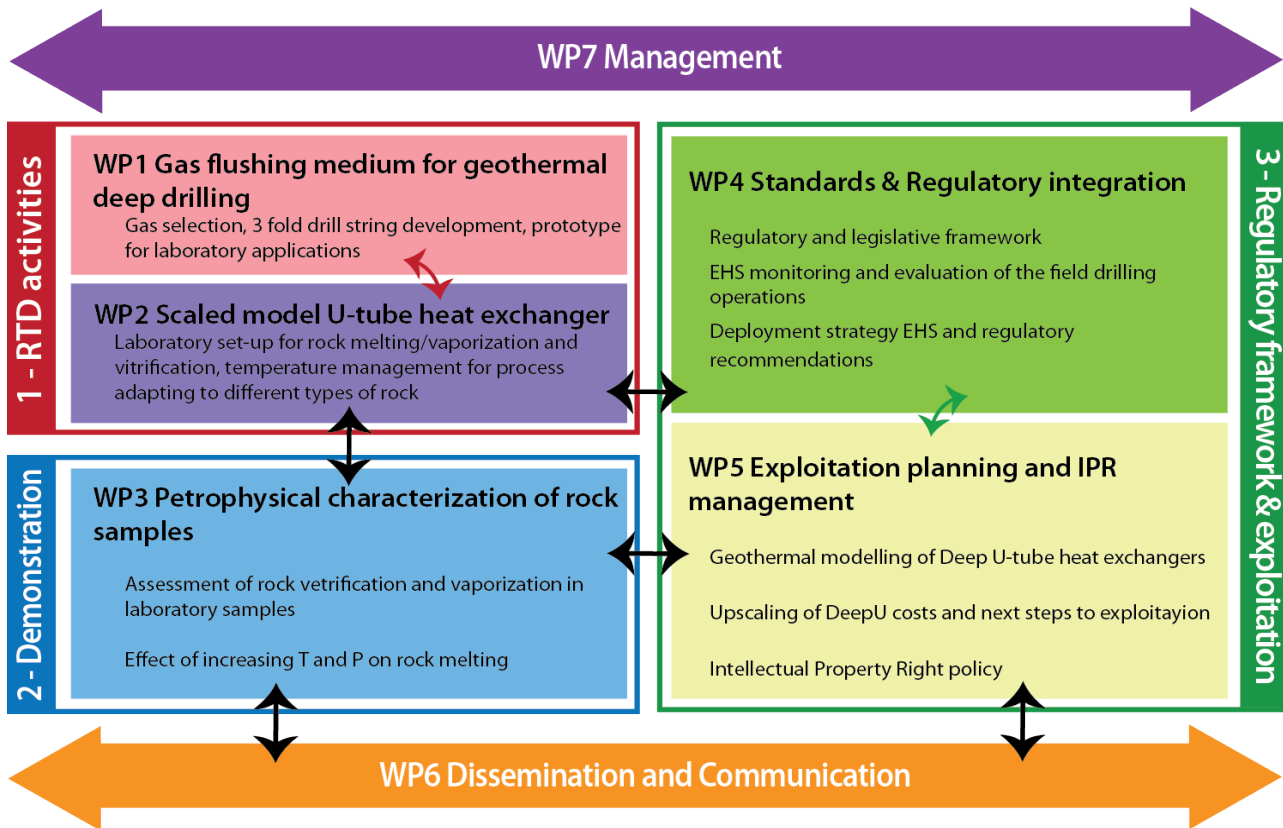 WP7 Management
1 - RTD activities
WP1 Gas flushing medium for geothermal
deep drilling
Gas selection, 3 fold drill string development, prototype
for laboratory applications
WP2 Scaled model U-tube heat exchanger
Laboratory set-up for rock melting/vaporization and
vitrification, temperature management for process
adapting to different types of rock
2 - Demonstration
WP3 Petrophysical characterization of rock
samples
Assessment of rock vetrification and vaporization in
laboratory samples
Effect of increasing T and P on rock melting
3 - Regulatory framework & exploitation
WP4 Standards & Regulatory integration
Regulatory and legislative framework
EHS monitoring and evaluation of the field drilling
operations
Deployment strategy EHS and regulatory
recommendations
WP5 Exploitation planning and IPR
management
Geothermal modelling of Deep U-tube heat exchangers
Upscaling of DeepU costs and next steps to exploitayion
Intellectual Property Right policy
WP6 Dissemination and Communication